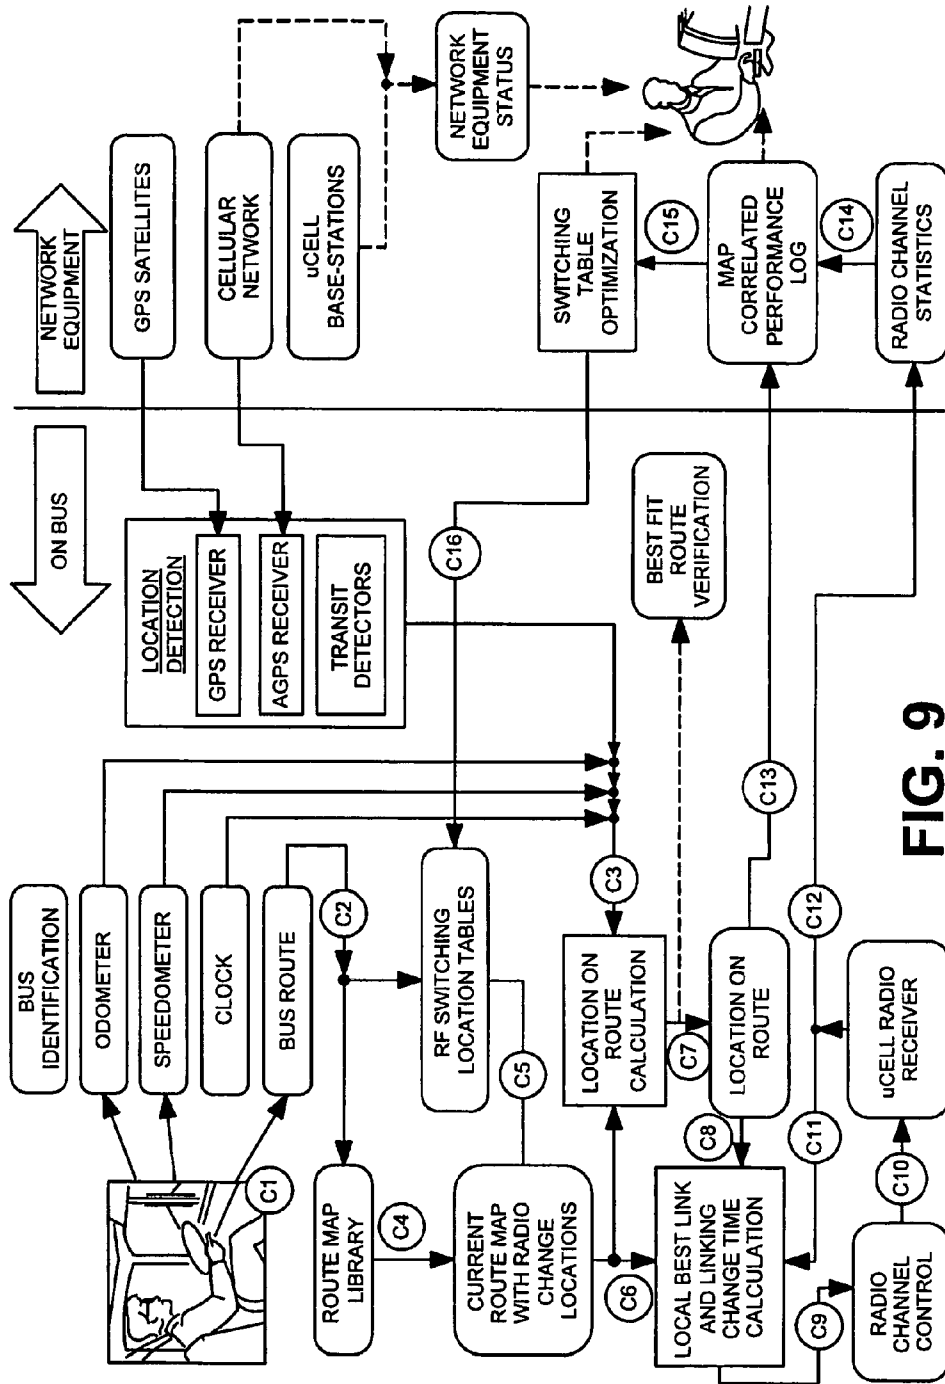 ON BUS
NETWORK
EQUIPMENT
BUS
IDENTIFICATION
ODOMETER
SPEEDOMETER
CLOCK
BUS ROUTE
C1
C2
LOCATION
DETECTION
GPS RECEIVER
AGPS RECEIVER
TRANSIT
DETECTORS
GPS SATELLITES
CELLULAR
NETWORK
uCELL
BASE-STATIONS
NETWORK
EQUIPMENT
STATUS
ROUTE MAP
LIBRARY
C4
RF SWITCHING
LOCATION TABLES
C16
C5
CURRENT
ROUTE MAP
WITH RADIO
CHANGE
LOCATIONS
C3
LOCATION ON
ROUTE
CALCULATION
SWITCHING
TABLE
OPTIMIZATION
C6
C7
BEST FIT
ROUTE
VERIFICATION
C15
LOCAL BEST LINK
AND LINKING
CHANGE TIME
CALCULATION
C8
LOCATION ON
ROUTE
C13
MAP
CORRELATED
PERFORMANCE
LOG
C9
C11
C12
C14
RADIO
CHANNEL
CONTROL
C10
uCELL RADIO
RECEIVER
RADIO CHANNEL
STATISTICS
FIG. 9